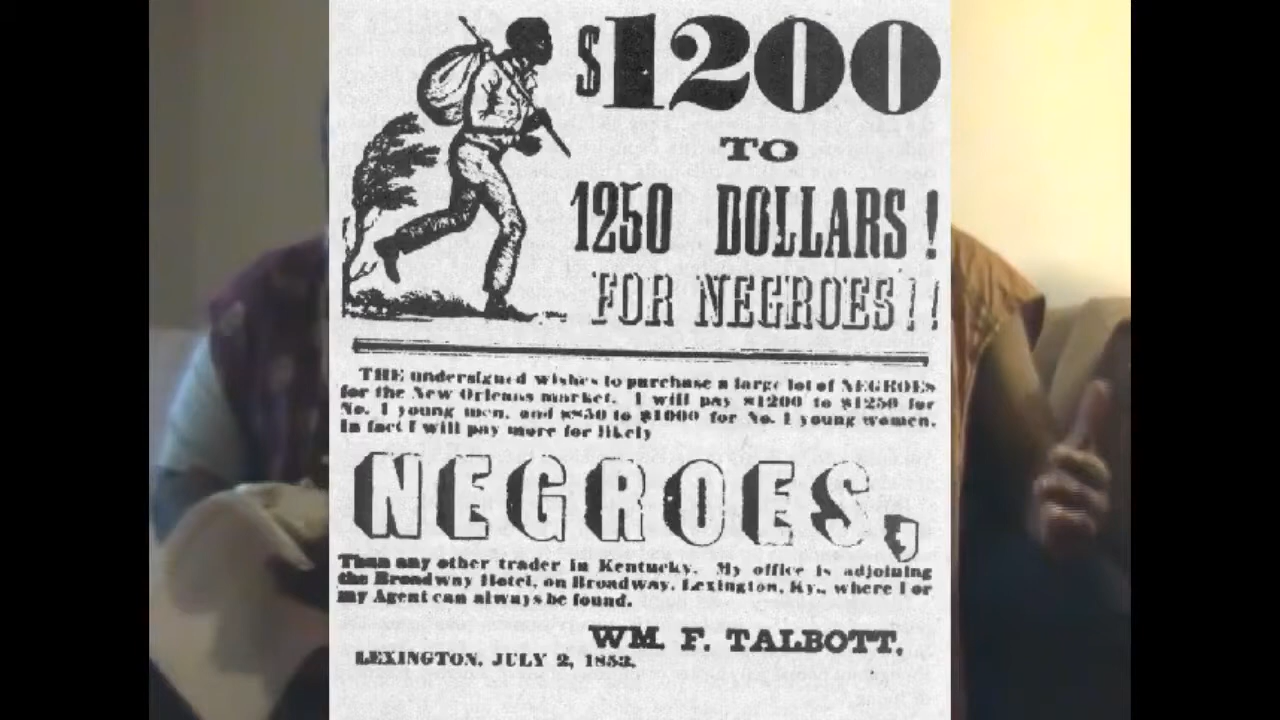 $1200
TO
1250 DOLLARS!
FOR NEGROES!!
THE undersigned wishes to purchase a large lot of NEGROES
for the New Orleans market. I will pay $1200 to $1250 for
No. 1 young men, and $850 to $1000 for No. 1 young women.
In fact I will pay more for likely
NEGROES,
Than any other trader in Kentucky. My office is adjoining
the Broadway Hotel, on Broadway, Lexington, Ky., where I or
my Agent can always be found.
WM. F. TALBOTT.
LEXINGTON, JULY 2, 1853.